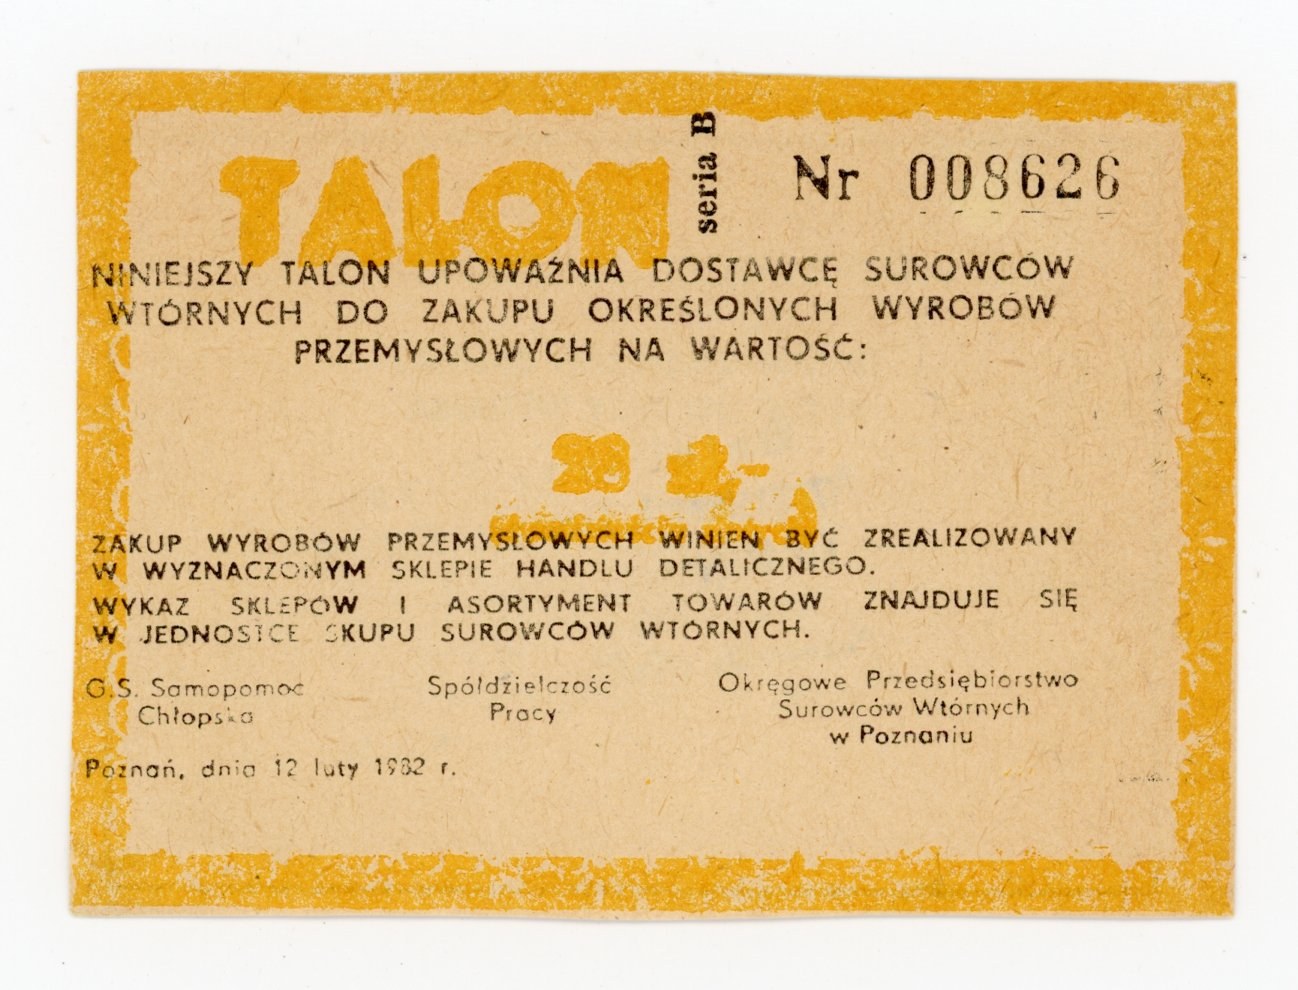 TALON
seria B
Nr 008626
NINIEJSZY TALON UPOWAŻNIA DOSTAWCĘ SUROWCÓW
WTÓRNYCH DO ZAKUPU OKREŚLONYCH WYROBÓW
PRZEMYSŁOWYCH NA WARTOŚĆ:
20 zł,-
ZAKUP WYROBÓW PRZEMYSŁOWYCH WINIEN BYĆ ZREALIZOWANY
W WYZNACZONYM SKLEPIE HANDLU DETALICZNEGO.
WYKAZ SKLEPÓW I ASORTYMENT TOWARÓW ZNAJDUJE SIĘ
W JEDNOSTCE SKUPU SUROWCÓW WTÓRNYCH.
G.S. Samopomoc
Chłopska
Spółdzielczość
Pracy
Okręgowe Przedsiębiorstwo
Surowców Wtórnych
w Poznaniu
Poznań, dnia 12 luty 1982 r.